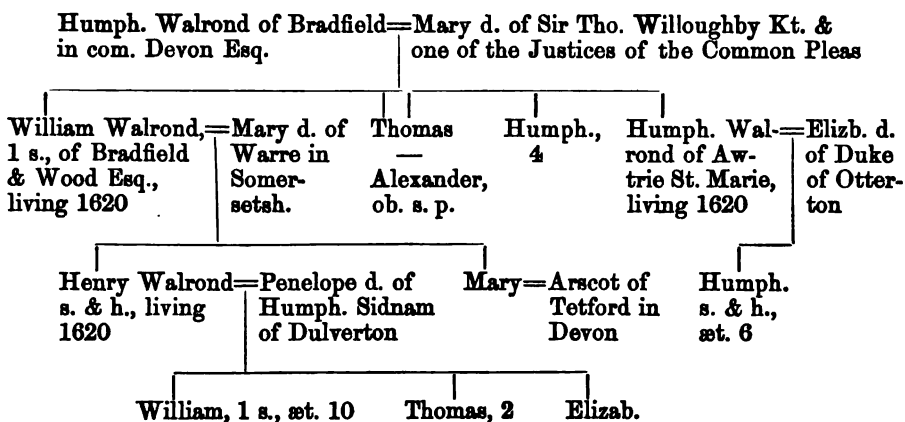 Humph. Walrond of Bradfield=Mary d. of Sir Tho. Willoughby Kt. &
in com. Devon Esq. one of the Justices of the Common Pleas
William Walrond,=Mary d. of Thomas Humph., Humph. Wal-=Elizb. d.
1 s., of Bradfield Warre in — 4 rond of Aw- of Duke
& Wood Esq., Somer- Alexander, trie St. Marie, of Otter-
living 1620 setsh. ob. s. p. living 1620 ton
Henry Walrond=Penelope d. of Mary=Arscot of Humph.
s. & h., living Humph. Sidnam Tetford in s. & h.,
1620 of Dulverton Devon æt. 6
William, 1 s., æt. 10 Thomas, 2 Elizab.